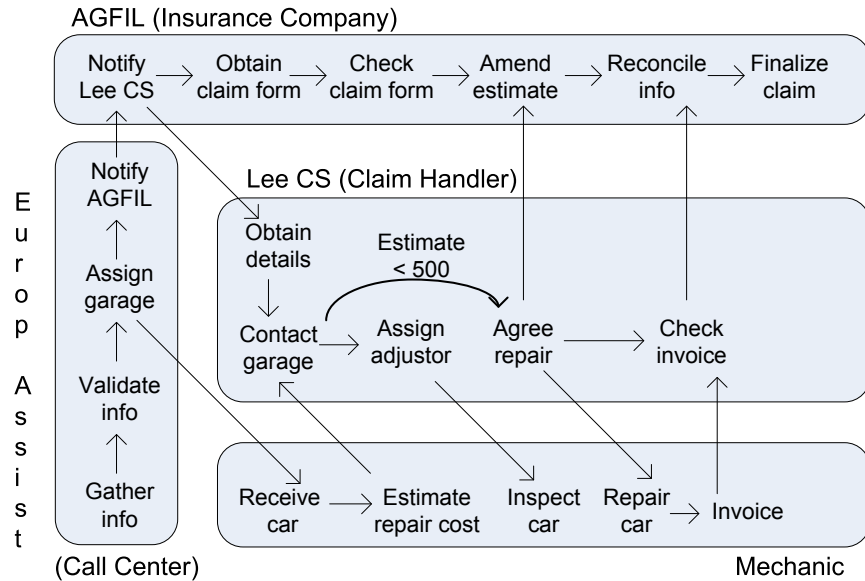 AGFIL (Insurance Company)
Notify
Lee CS
Obtain
claim form
Check
claim form
Amend
estimate
Reconcile
info
Finalize
claim
Europ Assist
Notify
AGFIL
Assign
garage
Validate
info
Gather
info
(Call Center)
Lee CS (Claim Handler)
Obtain
details
Estimate
< 500
Contact
garage
Assign
adjustor
Agree
repair
Check
invoice
Receive
car
Estimate
repair cost
Inspect
car
Repair
car
Invoice
Mechanic